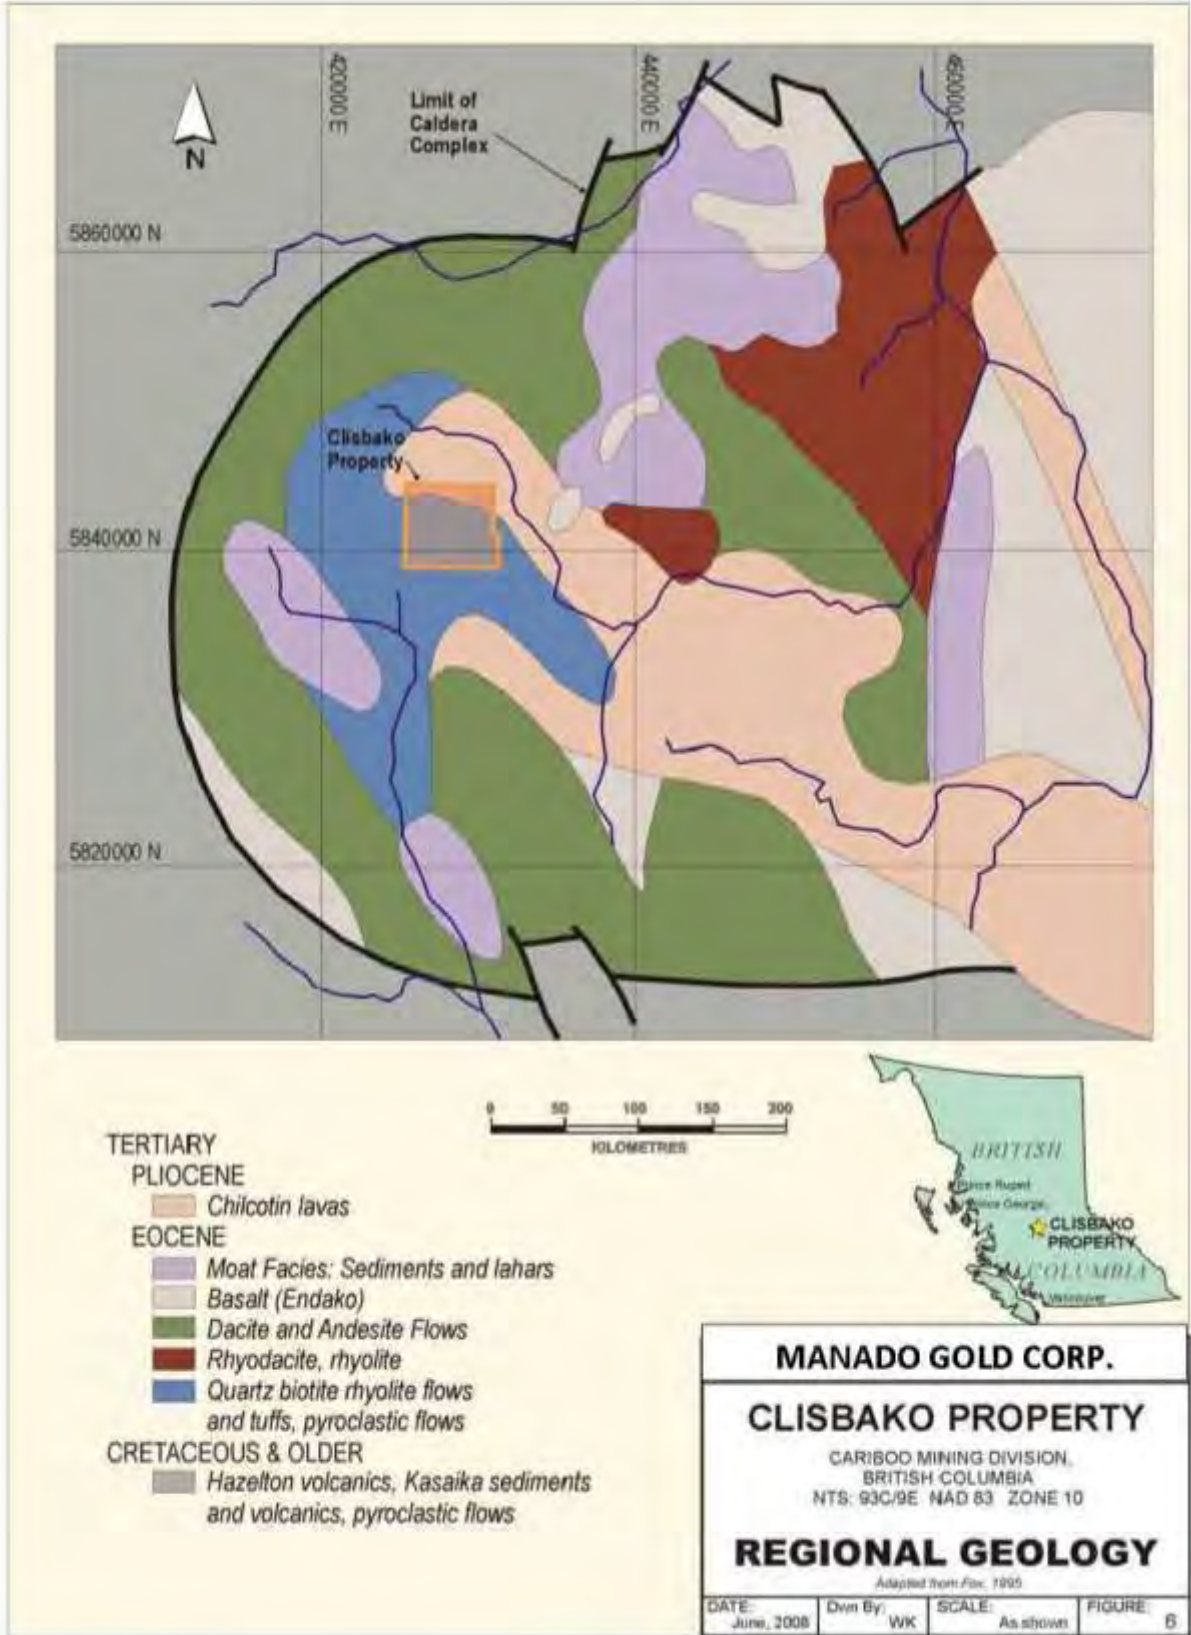 420000 E
440000 E
460000 E
Limit of
Caldera
Complex
N
5860000 N
Clisbako
Property
5840000 N
5820000 N
0 50 100 150 200
KILOMETRES
TERTIARY
PLIOCENE
Chilcotin lavas
EOCENE
Moat Facies: Sediments and lahars
Basalt (Endako)
Dacite and Andesite Flows
Rhyodacite, rhyolite
Quartz biotite rhyolite flows
and tuffs, pyroclastic flows
CRETACEOUS & OLDER
Hazelton volcanics, Kasaika sediments
and volcanics, pyroclastic flows
BRITISH
Prince Rupert
Prince George
CLISBAKO
PROPERTY
COLUMBIA
Vancouver
MANADO GOLD CORP.
CLISBAKO PROPERTY
CARIBOO MINING DIVISION,
BRITISH COLUMBIA
NTS: 93C/9E NAD 83 ZONE 10
REGIONAL GEOLOGY
Adapted from Fox, 1995
DATE: June, 2008
Dwn By: WK
SCALE: As shown
FIGURE: 6